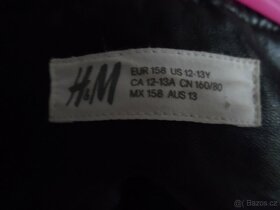 H&M
EUR 158 US 12-13Y
CA 12-13A CN 160/80
MX 158 AUS 13
Bazos.cz